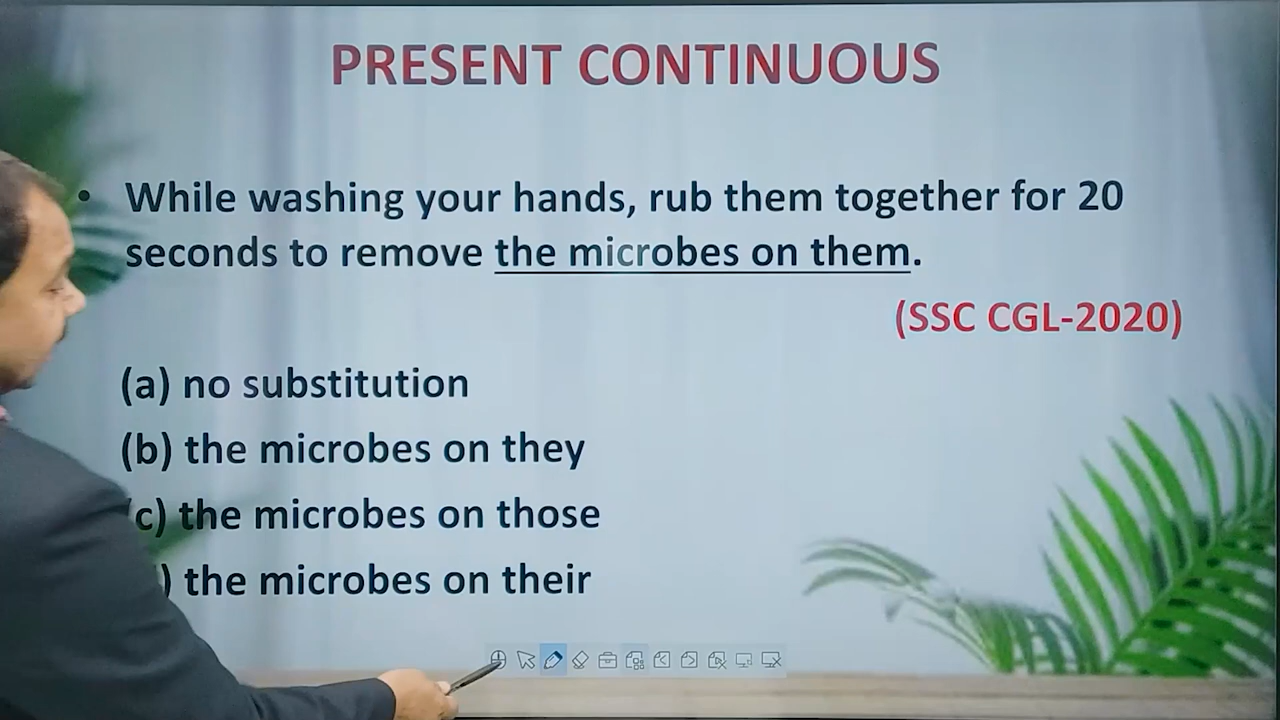 PRESENT CONTINUOUS
• While washing your hands, rub them together for 20
seconds to remove the microbes on them.
(SSC CGL-2020)
(a) no substitution
(b) the microbes on they
c) the microbes on those
) the microbes on their